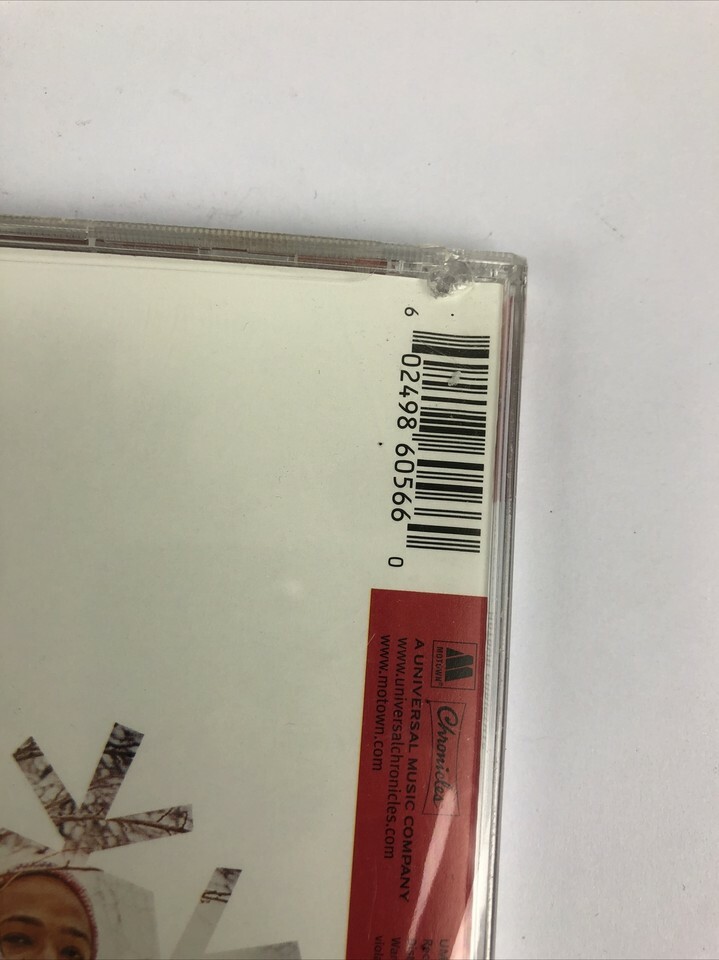 6 02498 60566 0
MOTOWN®
Chronicles
A UNIVERSAL MUSIC COMPANY
www.universalchronicles.com
www.motown.com